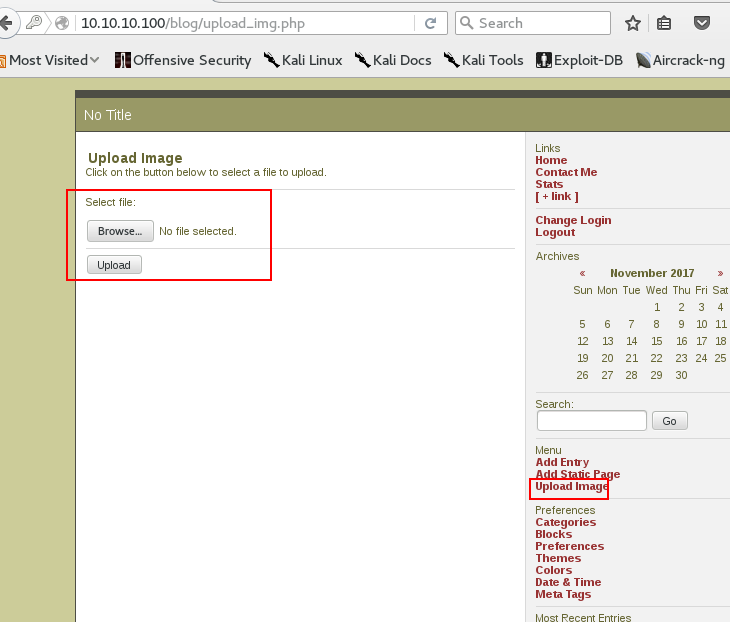 10.10.10.100/blog/upload_img.php
Search
Most Visited
Offensive Security
Kali Linux
Kali Docs
Kali Tools
Exploit-DB
Aircrack-ng
No Title
Upload Image
Click on the button below to select a file to upload.
Select file:
Browse... No file selected.
Upload
Links
Home
Contact Me
Stats
[ + link ]
Change Login
Logout
Archives
« November 2017 »
Sun Mon Tue Wed Thu Fri Sat
1 2 3 4
5 6 7 8 9 10 11
12 13 14 15 16 17 18
19 20 21 22 23 24 25
26 27 28 29 30
Search:
Go
Menu
Add Entry
Add Static Page
Upload Image
Preferences
Categories
Blocks
Preferences
Themes
Colors
Date & Time
Meta Tags
Most Recent Entries